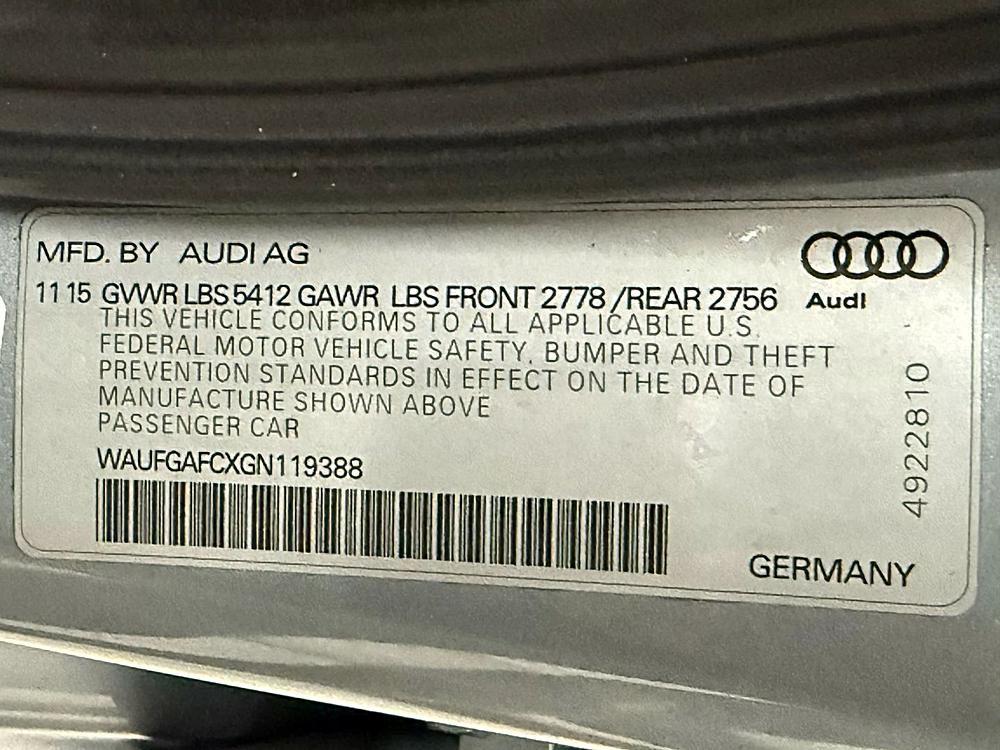 MFD. BY AUDI AG
Audi
11 15 GVWR LBS 5412 GAWR LBS FRONT 2778 /REAR 2756
THIS VEHICLE CONFORMS TO ALL APPLICABLE U.S.
FEDERAL MOTOR VEHICLE SAFETY, BUMPER AND THEFT
PREVENTION STANDARDS IN EFFECT ON THE DATE OF
MANUFACTURE SHOWN ABOVE
PASSENGER CAR
WAUFGAFCXGN119388
4922810
GERMANY